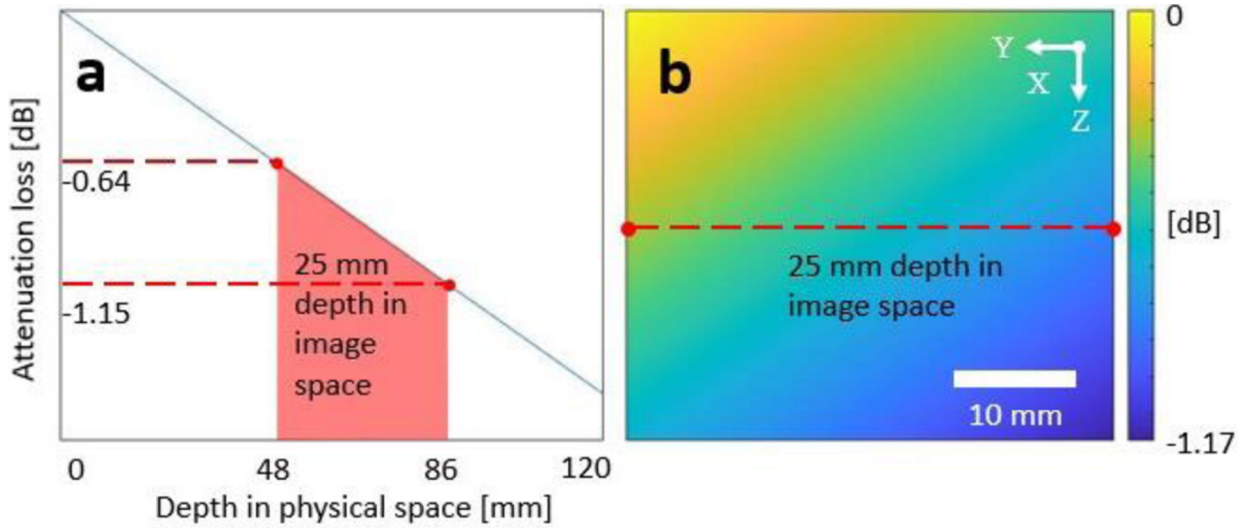 a
Attenuation loss [dB]
-0.64
-1.15
25 mm
depth in
image
space
0 48 86 120
Depth in physical space [mm]
b
Y
X
Z
25 mm depth in
image space
10 mm
0
[dB]
-1.17